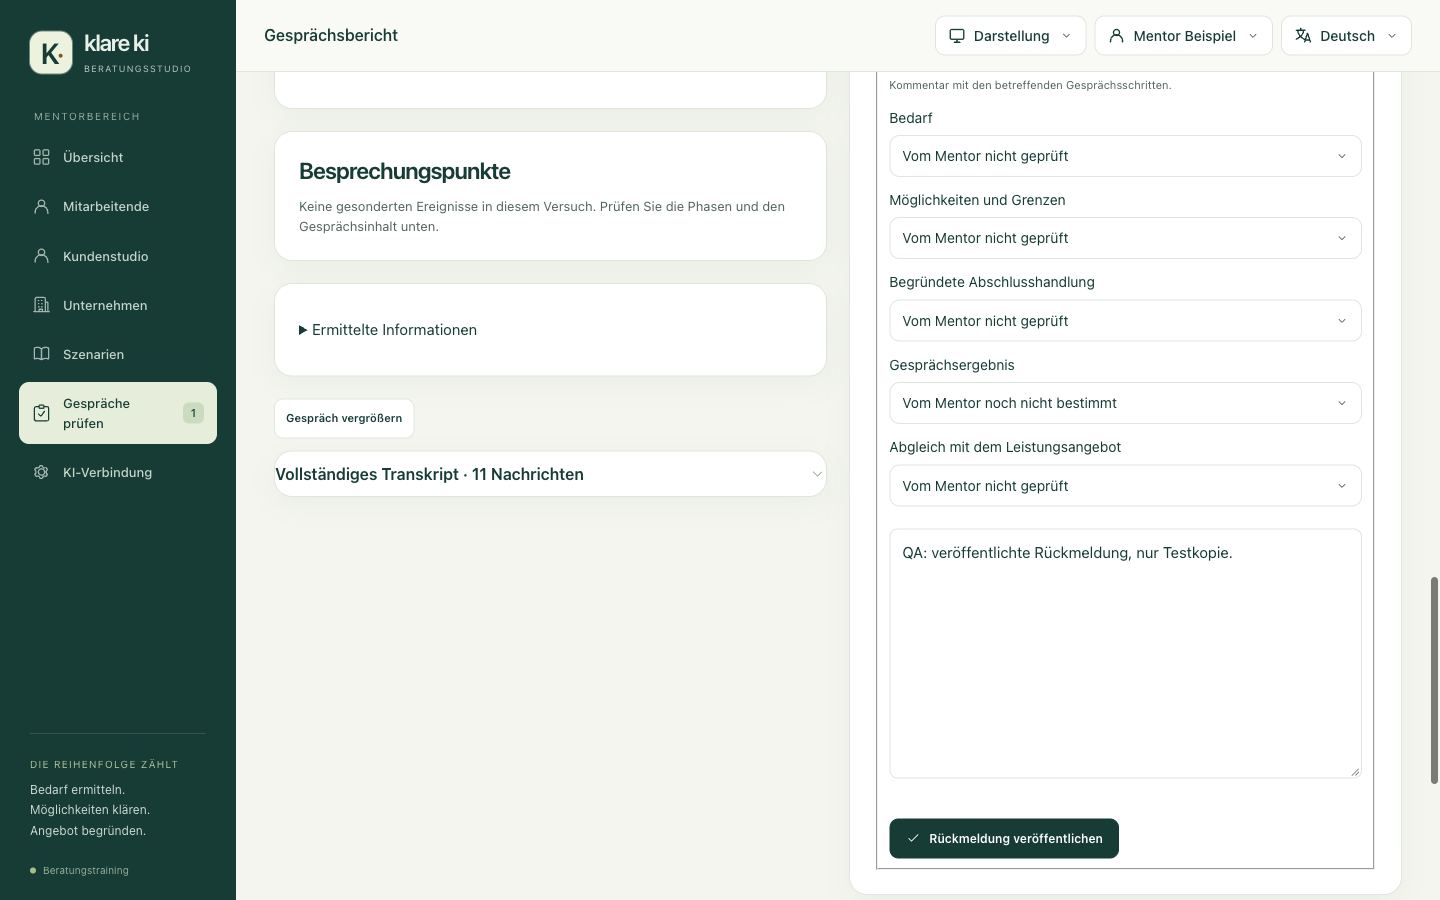 klare ki
BERATUNGSSTUDIO
MENTORBEREICH
Übersicht
Mitarbeitende
Kundenstudio
Unternehmen
Szenarien
Gespräche
prüfen
1
KI-Verbindung
DIE REIHENFOLGE ZÄHLT
Bedarf ermitteln.
Möglichkeiten klären.
Angebot begründen.
Beratungstraining
Gesprächsbericht
Darstellung
Mentor Beispiel
Deutsch
Besprechungspunkte
Keine gesonderten Ereignisse in diesem Versuch. Prüfen Sie die Phasen und den
Gesprächsinhalt unten.
Ermittelte Informationen
Gespräch vergrößern
Vollständiges Transkript · 11 Nachrichten
Kommentar mit den betreffenden Gesprächsschritten.
Bedarf
Vom Mentor nicht geprüft
Möglichkeiten und Grenzen
Vom Mentor nicht geprüft
Begründete Abschlusshandlung
Vom Mentor nicht geprüft
Gesprächsergebnis
Vom Mentor noch nicht bestimmt
Abgleich mit dem Leistungsangebot
Vom Mentor nicht geprüft
QA: veröffentlichte Rückmeldung, nur Testkopie.
Rückmeldung veröffentlichen